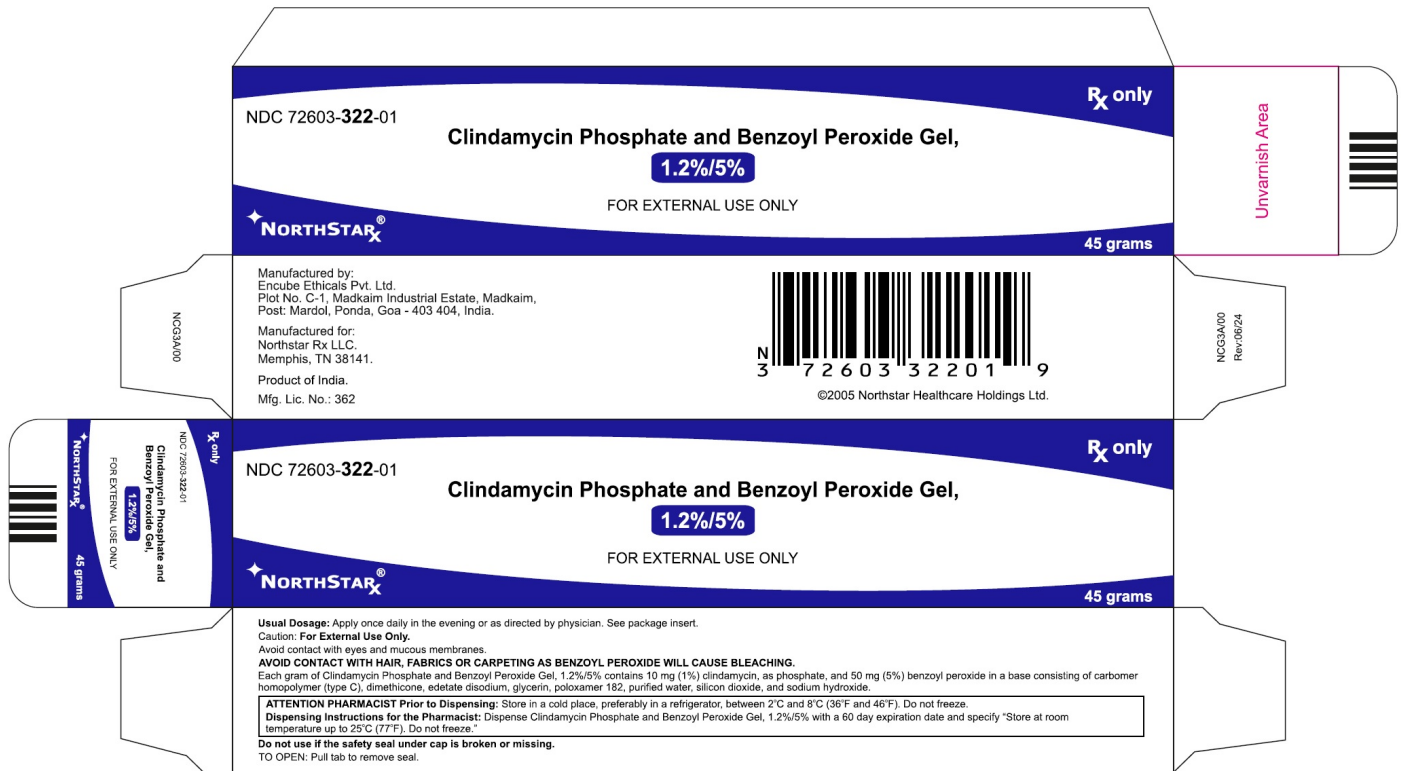 Rx only
NDC 72603-322-01
Clindamycin Phosphate and Benzoyl Peroxide Gel,
1.2%/5%
FOR EXTERNAL USE ONLY
NORTHSTARx®
45 grams
Unvarnish Area
Manufactured by:
Encube Ethicals Pvt. Ltd.
Plot No. C-1, Madkaim Industrial Estate, Madkaim,
Post: Mardol, Ponda, Goa - 403 404, India.
Manufactured for:
Northstar Rx LLC.
Memphis, TN 38141.
Product of India.
Mfg. Lic. No.: 362
N
3 72603 32201 9
©2005 Northstar Healthcare Holdings Ltd.
NCG3A/00
NCG3A/00
Rev:06/24
Rx only
NDC 72603-322-01
Clindamycin Phosphate and
Benzoyl Peroxide Gel,
1.2%/5%
FOR EXTERNAL USE ONLY
NORTHSTARx®
45 grams
Rx only
NDC 72603-322-01
Clindamycin Phosphate and Benzoyl Peroxide Gel,
1.2%/5%
FOR EXTERNAL USE ONLY
NORTHSTARx®
45 grams
Usual Dosage: Apply once daily in the evening or as directed by physician. See package insert.
Caution: For External Use Only.
Avoid contact with eyes and mucous membranes.
AVOID CONTACT WITH HAIR, FABRICS OR CARPETING AS BENZOYL PEROXIDE WILL CAUSE BLEACHING.
Each gram of Clindamycin Phosphate and Benzoyl Peroxide Gel, 1.2%/5% contains 10 mg (1%) clindamycin, as phosphate, and 50 mg (5%) benzoyl peroxide in a base consisting of carbomer
homopolymer (type C), dimethicone, edetate disodium, glycerin, poloxamer 182, purified water, silicon dioxide, and sodium hydroxide.
ATTENTION PHARMACIST Prior to Dispensing: Store in a cold place, preferably in a refrigerator, between 2°C and 8°C (36°F and 46°F). Do not freeze.
Dispensing Instructions for the Pharmacist: Dispense Clindamycin Phosphate and Benzoyl Peroxide Gel, 1.2%/5% with a 60 day expiration date and specify “Store at room
temperature up to 25°C (77°F). Do not freeze.”
Do not use if the safety seal under cap is broken or missing.
TO OPEN: Pull tab to remove seal.